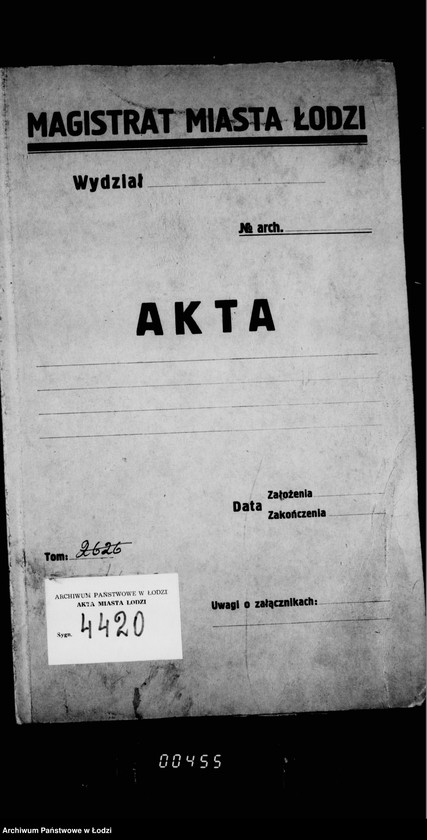 MAGISTRAT MIASTA ŁODZI
Wydział
№ arch.
AKTA
Data Założenia
Zakończenia
Tom: 2626
ARCHIWUM PAŃSTWOWE W ŁODZI
AKTA MIASTA ŁODZI
Sygn. 4420
Uwagi o załącznikach:
00455
Archiwum Państwowe w Łodzi